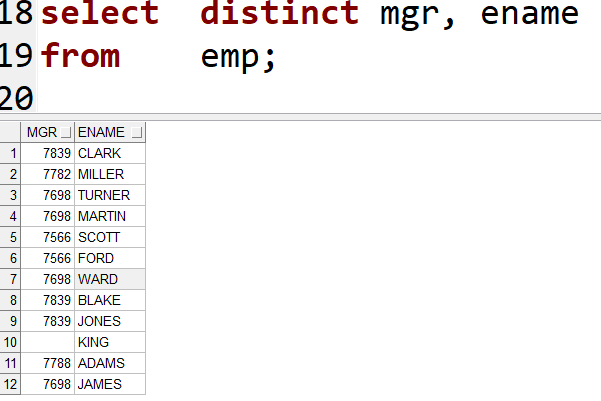 18 select distinct mgr, ename
19 from emp;
20
MGR ENAME
1 7839 CLARK
2 7782 MILLER
3 7698 TURNER
4 7698 MARTIN
5 7566 SCOTT
6 7566 FORD
7 7698 WARD
8 7839 BLAKE
9 7839 JONES
10 KING
11 7788 ADAMS
12 7698 JAMES